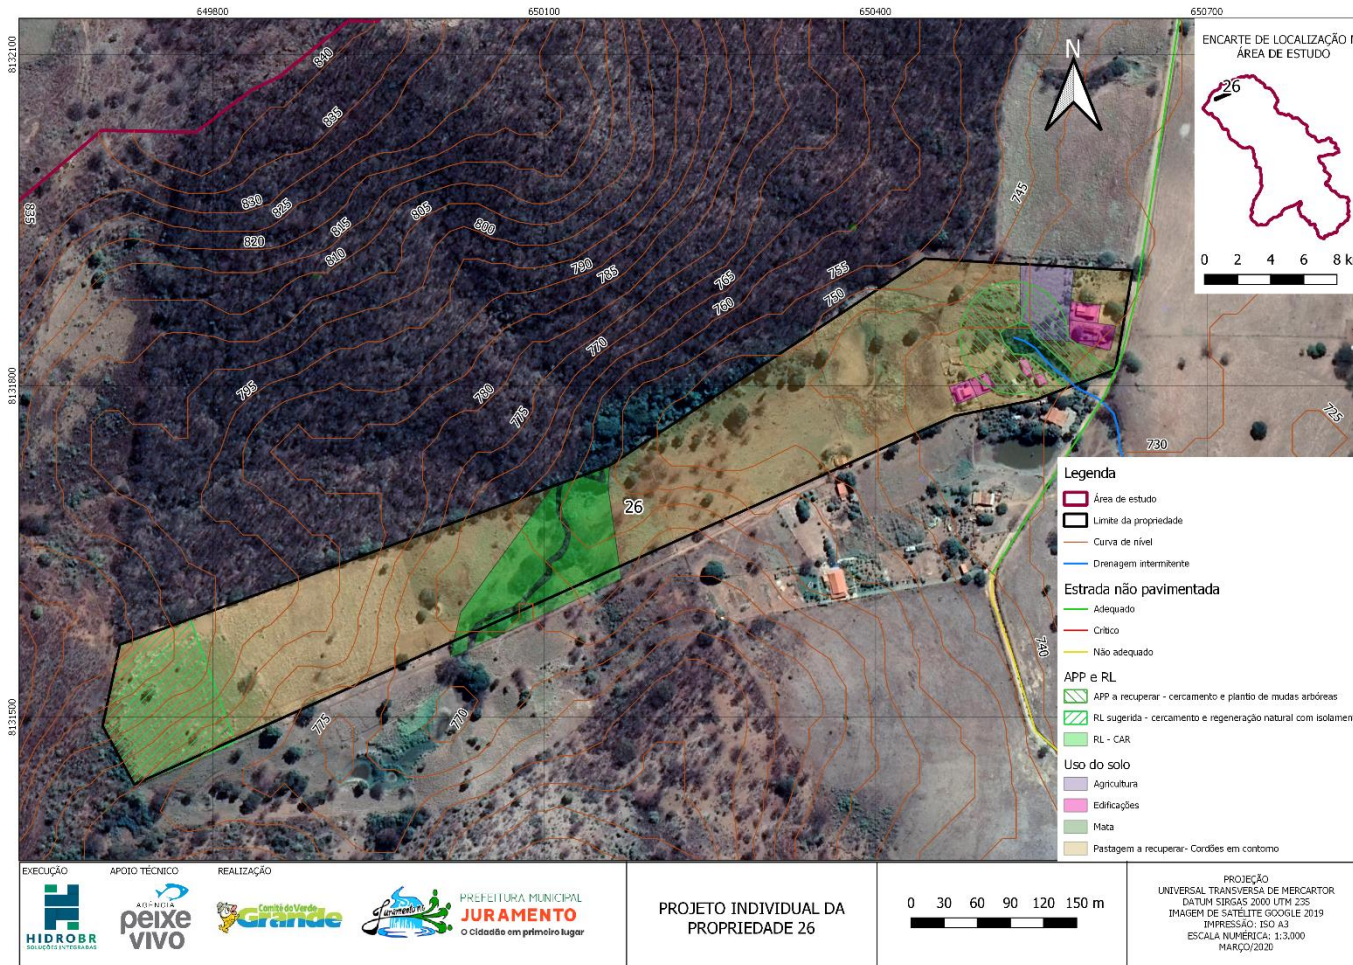 649800
650100
650400
650700
8132100
8131800
8131500
N
ENCARTE DE LOCALIZAÇÃO N
ÁREA DE ESTUDO
26
0 2 4 6 8 k
840
835
835
830
825
820
815
810
805
800
795
790
785
780
775
770
765
760
755
750
745
725
730
740
775
770
26
Legenda
Área de estudo
Limite da propriedade
Curva de nível
Drenagem intermitente
Estrada não pavimentada
Adequado
Crítico
Não adequado
APP e RL
APP a recuperar - cercamento e plantio de mudas arbóreas
RL sugerida - cercamento e regeneração natural com isolamen
RL - CAR
Uso do solo
Agricultura
Edificações
Mata
Pastagem a recuperar- Cordões em contorno
EXECUÇÃO
HIDROBR
SOLUÇÕES INTEGRADAS
APOIO TÉCNICO
AGÊNCIA
peixe
vivo
REALIZAÇÃO
Comitê do Verde
Grande
Juramento
PREFEITURA MUNICIPAL
JURAMENTO
O Cidadão em primeiro lugar
PROJETO INDIVIDUAL DA
PROPRIEDADE 26
0 30 60 90 120 150 m
PROJEÇÃO
UNIVERSAL TRANSVERSA DE MERCARTOR
DATUM SIRGAS 2000 UTM 23S
IMAGEM DE SATÉLITE GOOGLE 2019
IMPRESSÃO: ISO A3
ESCALA NUMÉRICA: 1:3.000
MARÇO/2020